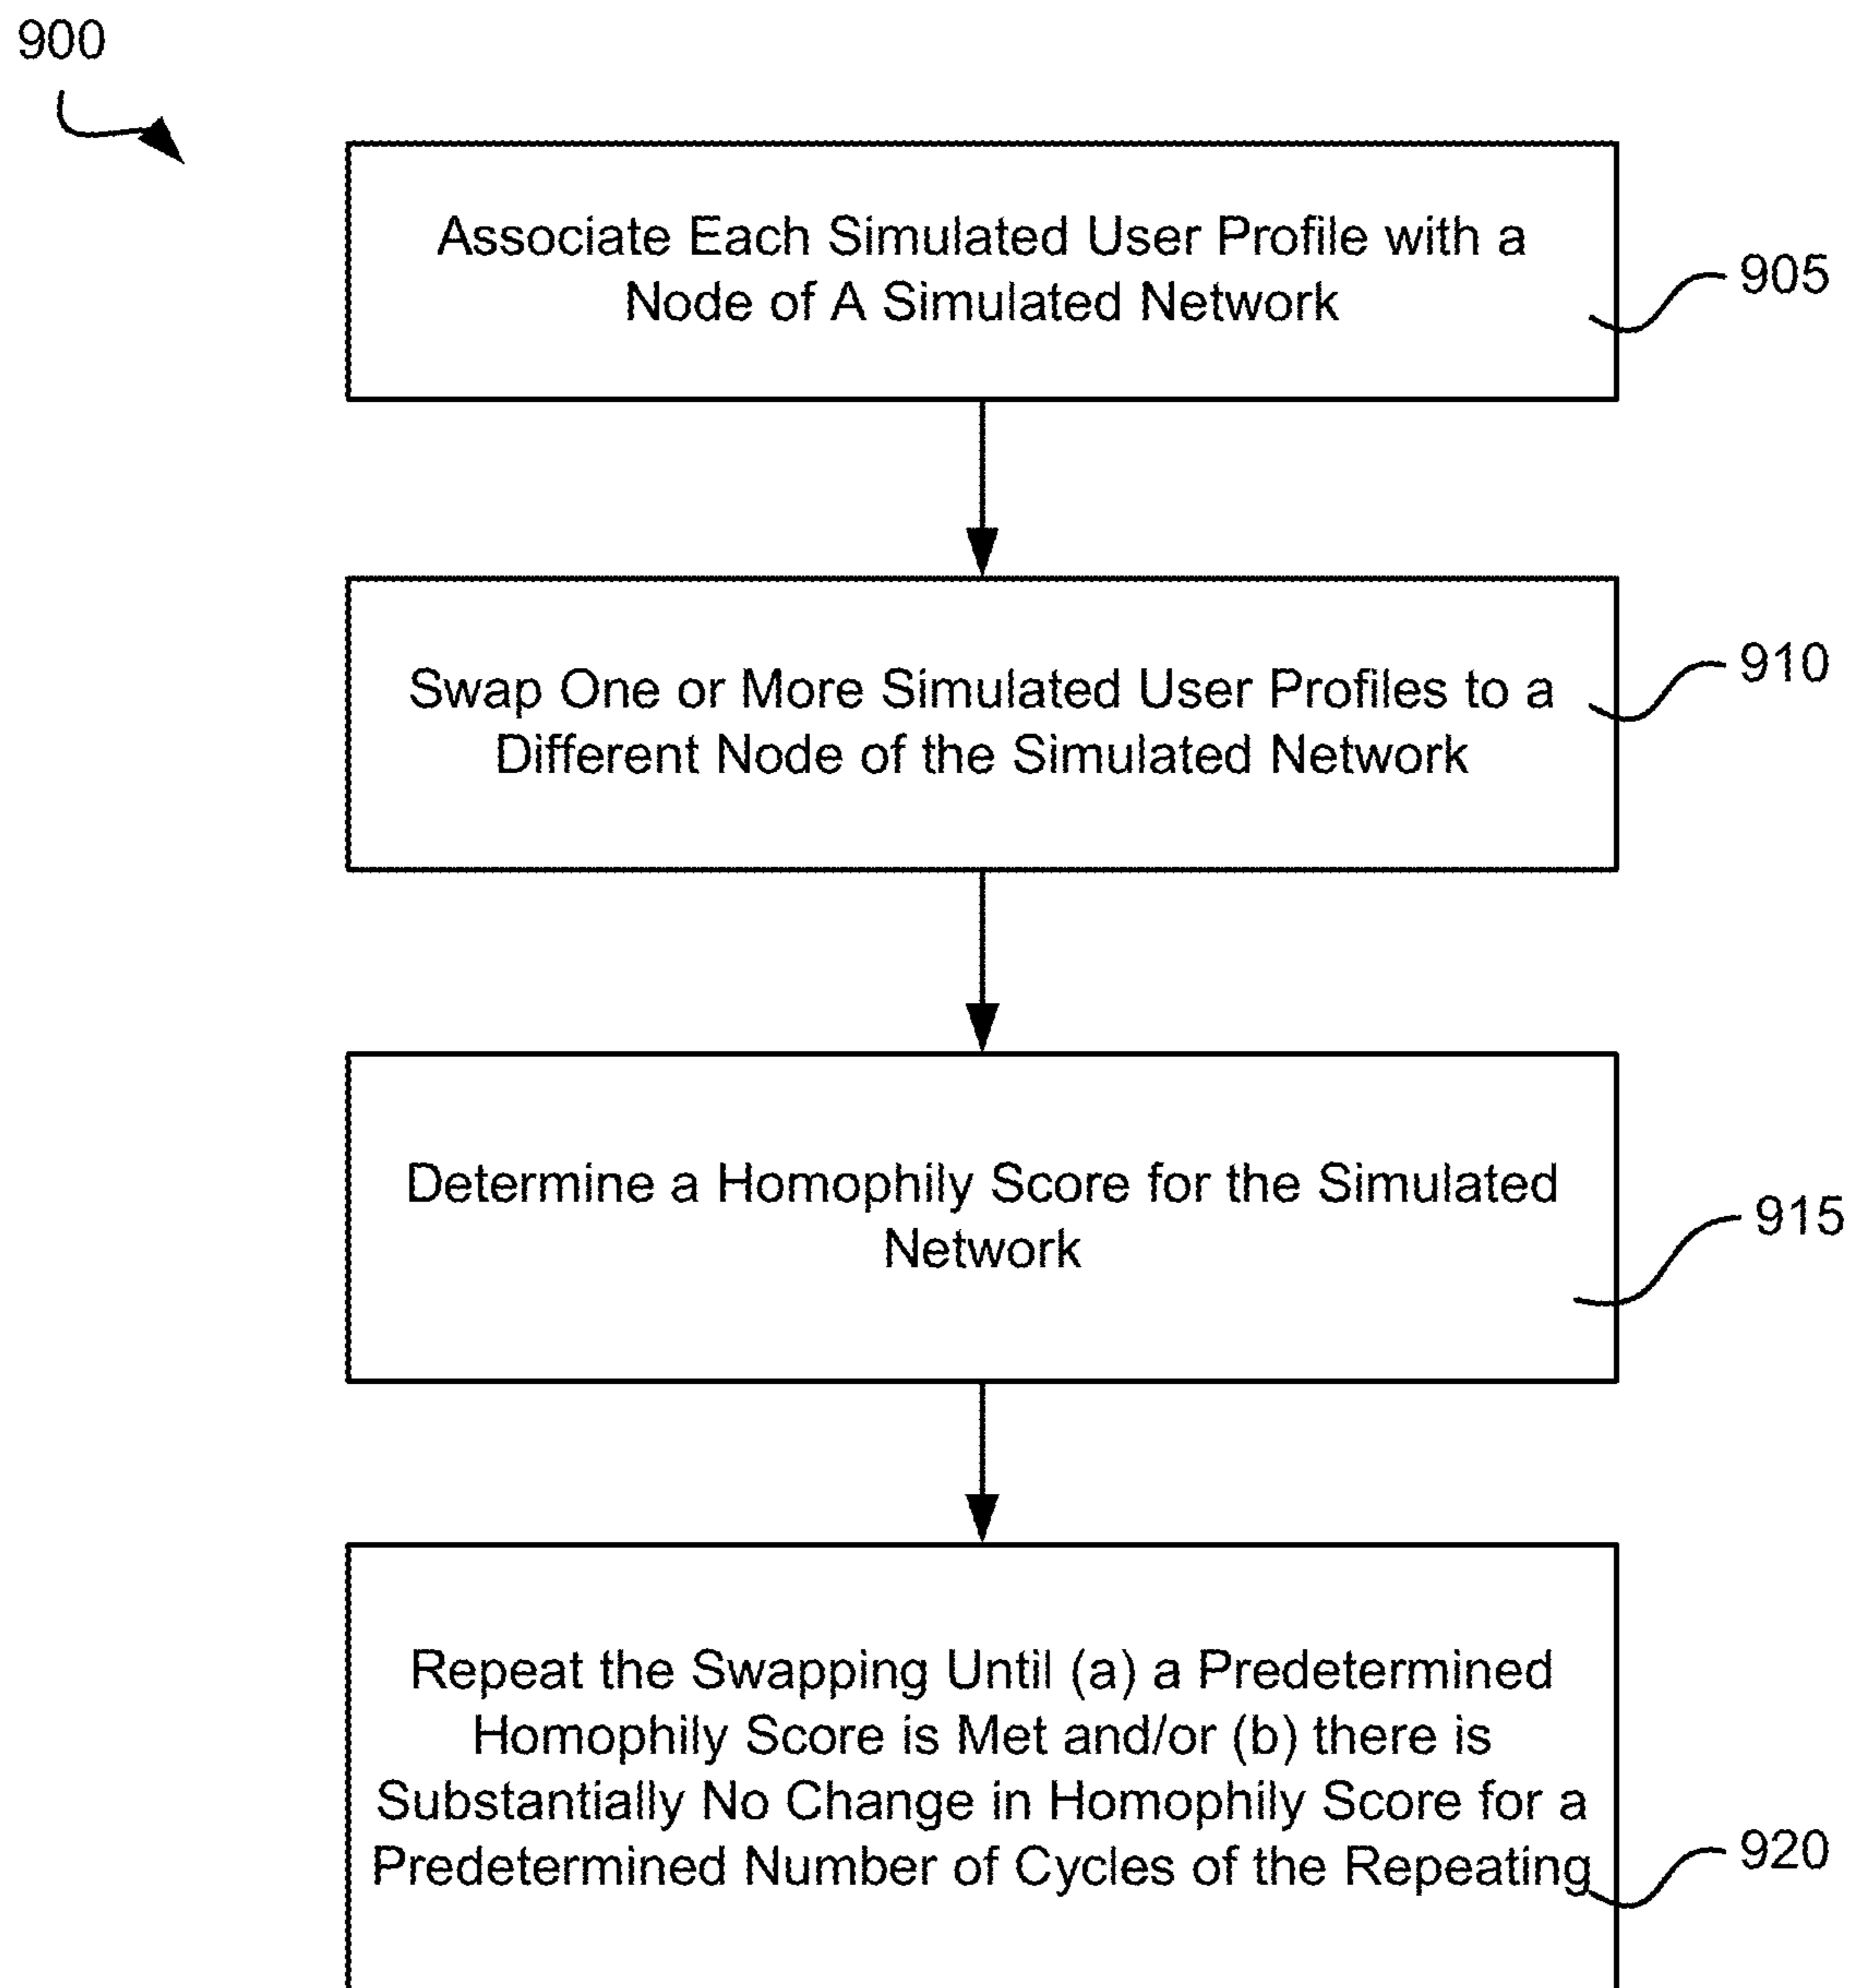 900
Associate Each Simulated User Profile with a
Node of A Simulated Network
905
Swap One or More Simulated User Profiles to a
Different Node of the Simulated Network
910
Determine a Homophily Score for the Simulated
Network
915
Repeat the Swapping Until (a) a Predetermined
Homophily Score is Met and/or (b) there is
Substantially No Change in Homophily Score for a
Predetermined Number of Cycles of the Repeating
920